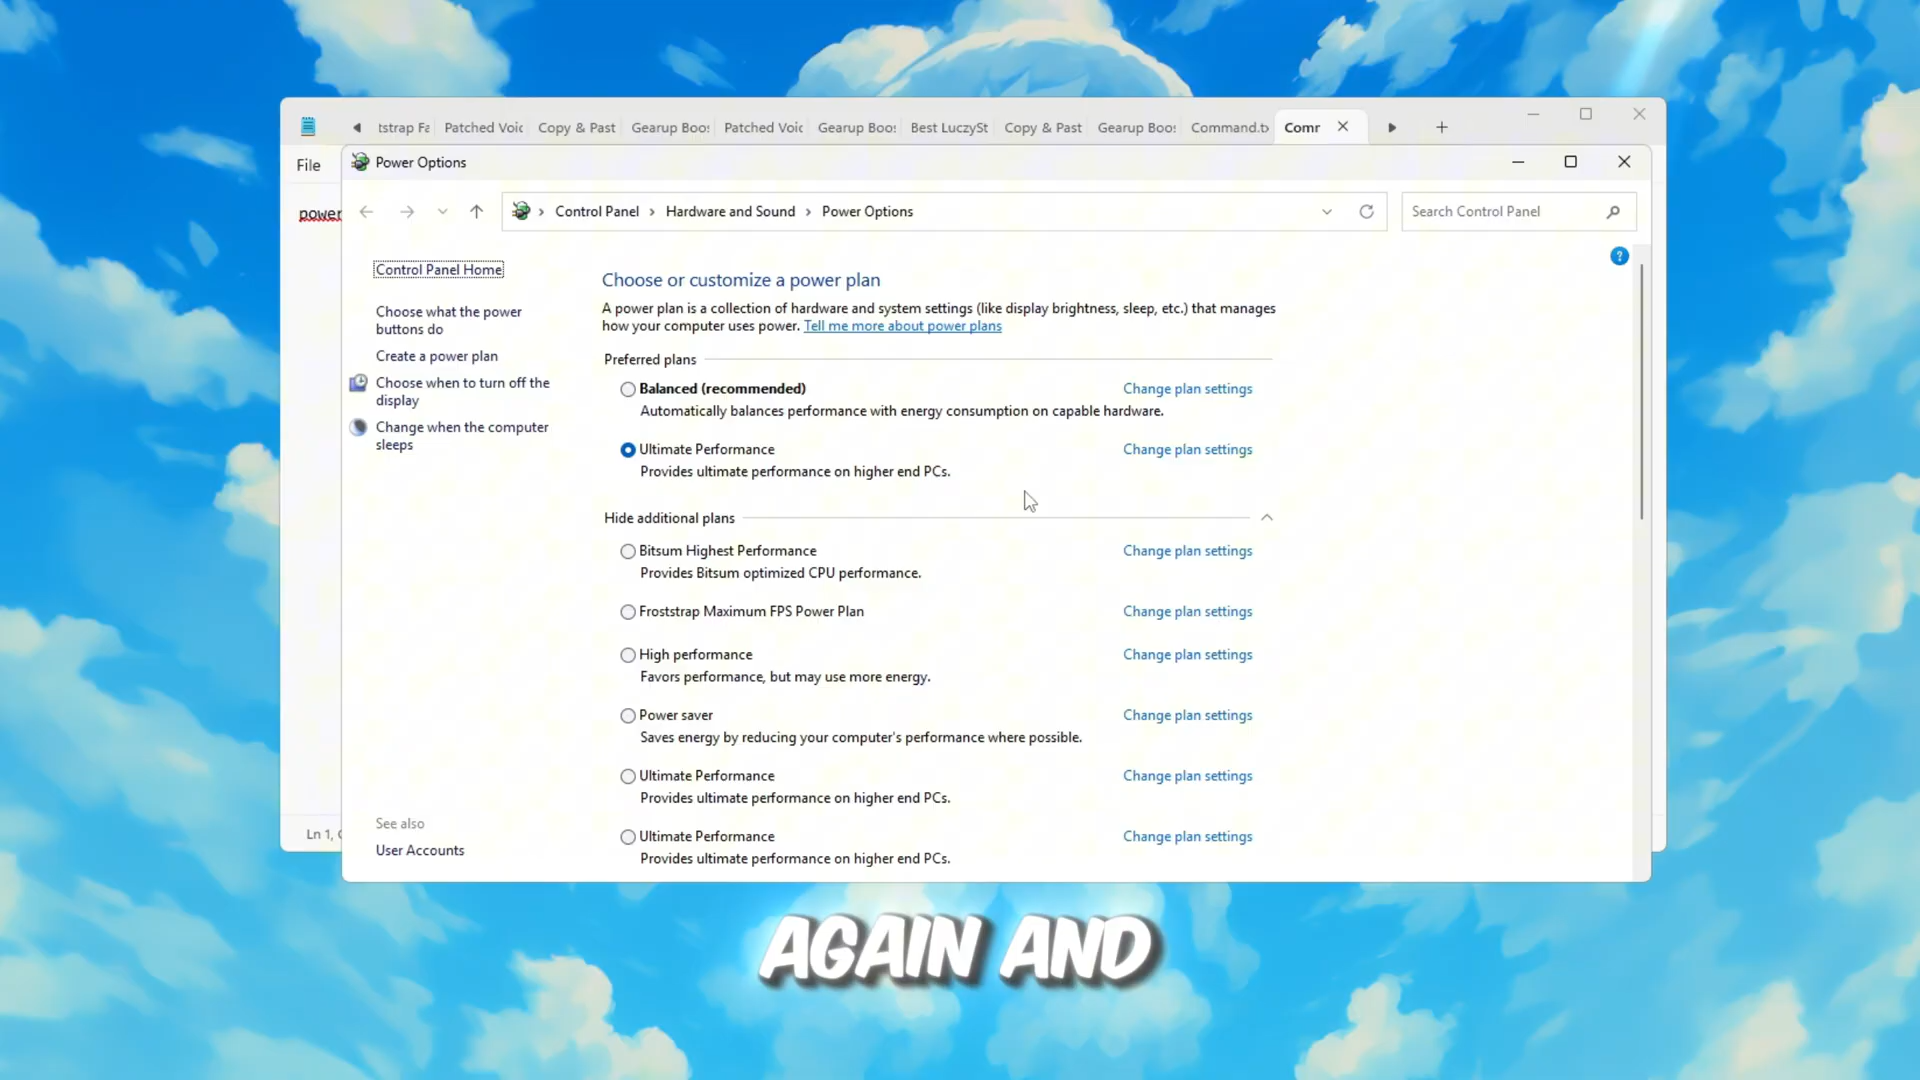 tstrap Fa Patched Voic Copy & Past Gearup Boos Patched Voic Gearup Boos Best LuczySt Copy & Past Gearup Boos Command.tx Comr
File
Power Options
power
Control Panel > Hardware and Sound > Power Options
Search Control Panel
?
Control Panel Home
Choose what the power
buttons do
Create a power plan
Choose when to turn off the
display
Change when the computer
sleeps
See also
User Accounts
Choose or customize a power plan
A power plan is a collection of hardware and system settings (like display brightness, sleep, etc.) that manages
how your computer uses power. Tell me more about power plans
Preferred plans
Balanced (recommended) Change plan settings
Automatically balances performance with energy consumption on capable hardware.
Ultimate Performance Change plan settings
Provides ultimate performance on higher end PCs.
Hide additional plans
Bitsum Highest Performance Change plan settings
Provides Bitsum optimized CPU performance.
Froststrap Maximum FPS Power Plan Change plan settings
High performance Change plan settings
Favors performance, but may use more energy.
Power saver Change plan settings
Saves energy by reducing your computer's performance where possible.
Ultimate Performance Change plan settings
Provides ultimate performance on higher end PCs.
Ultimate Performance Change plan settings
Provides ultimate performance on higher end PCs.
Ln 1, C
AGAIN AND